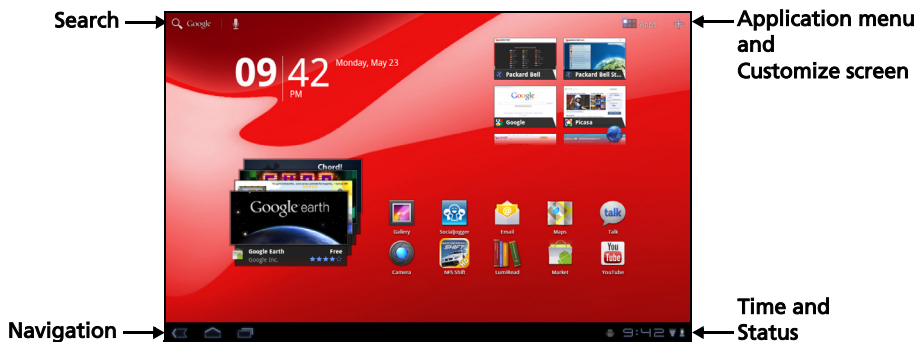 Search
Google
Apps
Application menu
and
Customize screen
09 42
PM
Monday, May 23
Packard Bell
Packard Bell St...
Google
Google
Picasa
Chord!
Google earth
Google Earth Free
Google Inc.
Gallery
SocialJogger
Email
Maps
talk
Talk
SHIFT
You
Tube
Camera
NFS Shift
LumiRead
Market
YouTube
Navigation
9:42
Time and
Status